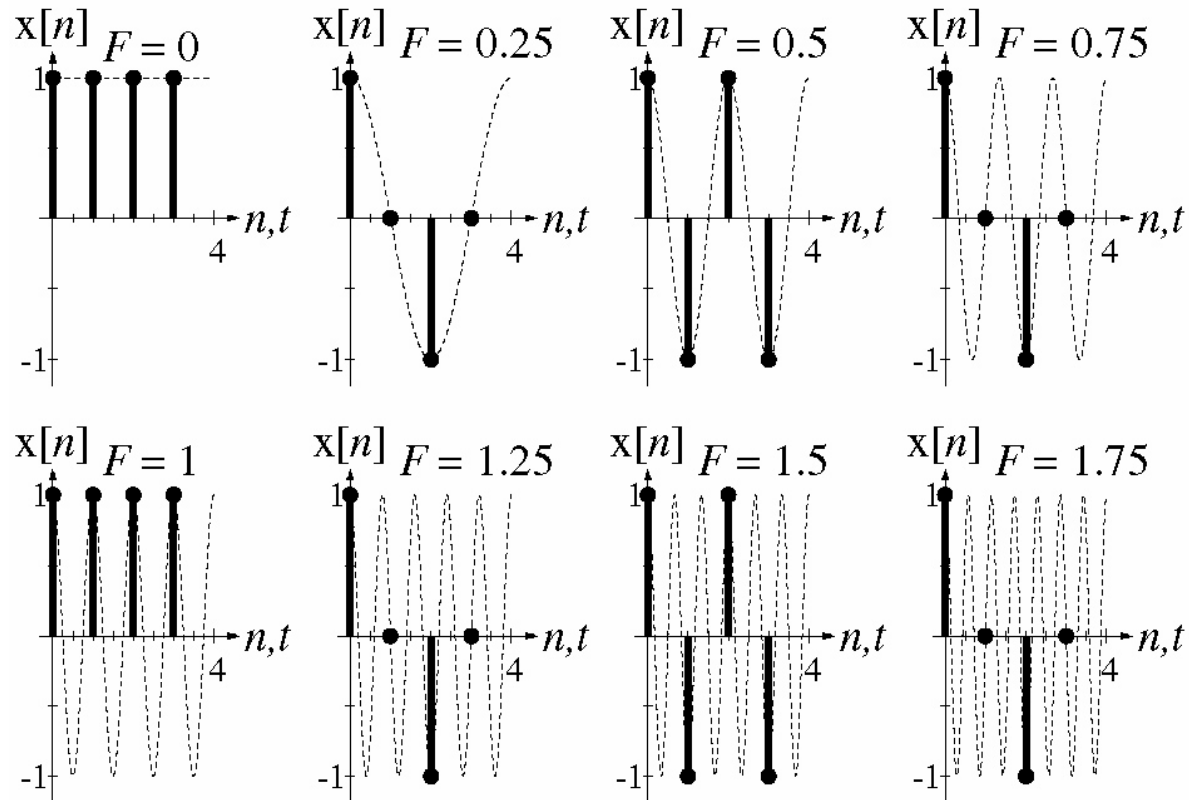 x[n] F = 0
1
n,t
4
-1
x[n] F = 0.25
1
n,t
4
-1
x[n] F = 0.5
1
n,t
4
-1
x[n] F = 0.75
1
n,t
4
-1
x[n] F = 1
1
n,t
4
-1
x[n] F = 1.25
1
n,t
4
-1
x[n] F = 1.5
1
n,t
4
-1
x[n] F = 1.75
1
n,t
4
-1